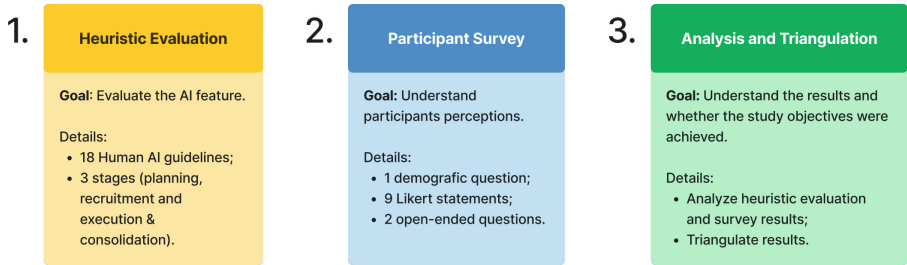 1.
Heuristic Evaluation
Goal: Evaluate the AI feature.
Details:
• 18 Human AI guidelines;
• 3 stages (planning,
recruitment and
execution &
consolidation).
2.
Participant Survey
Goal: Understand
participants perceptions.
Details:
• 1 demografic question;
• 9 Likert statements;
• 2 open-ended questions.
3.
Analysis and Triangulation
Goal: Understand the results and
whether the study objectives were
achieved.
Details:
• Analyze heuristic evaluation
and survey results;
• Triangulate results.